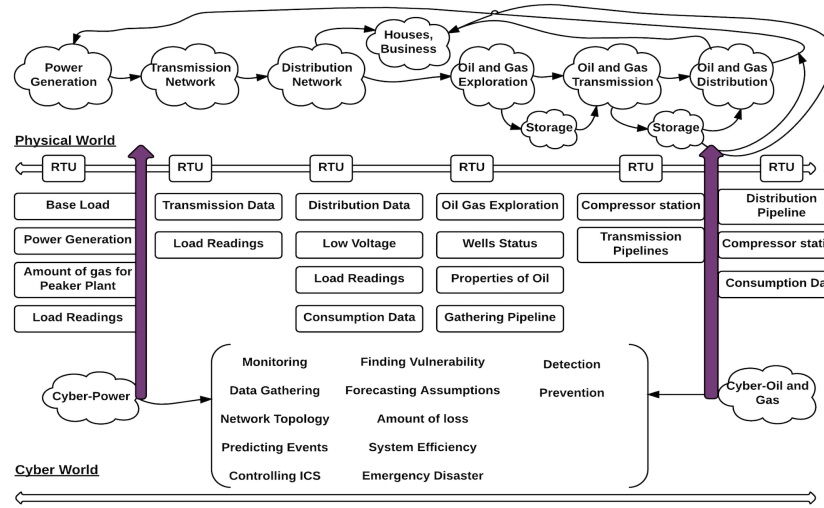 Houses,
Business
Power
Generation
Transmission
Network
Distribution
Network
Oil and Gas
Exploration
Oil and Gas
Transmission
Oil and Gas
Distribution
Storage
Storage
Physical World
RTU
RTU
RTU
RTU
RTU
RTU
Base Load
Power Generation
Amount of gas for
Peaker Plant
Load Readings
Transmission Data
Load Readings
Distribution Data
Low Voltage
Load Readings
Consumption Data
Oil Gas Exploration
Wells Status
Properties of Oil
Gathering Pipeline
Compressor station
Transmission
Pipelines
Distribution
Pipeline
Compressor stati
Consumption Da
Cyber-Power
Monitoring
Data Gathering
Network Topology
Predicting Events
Controlling ICS
Finding Vulnerability
Forecasting Assumptions
Amount of loss
System Efficiency
Emergency Disaster
Detection
Prevention
Cyber-Oil and
Gas
Cyber World